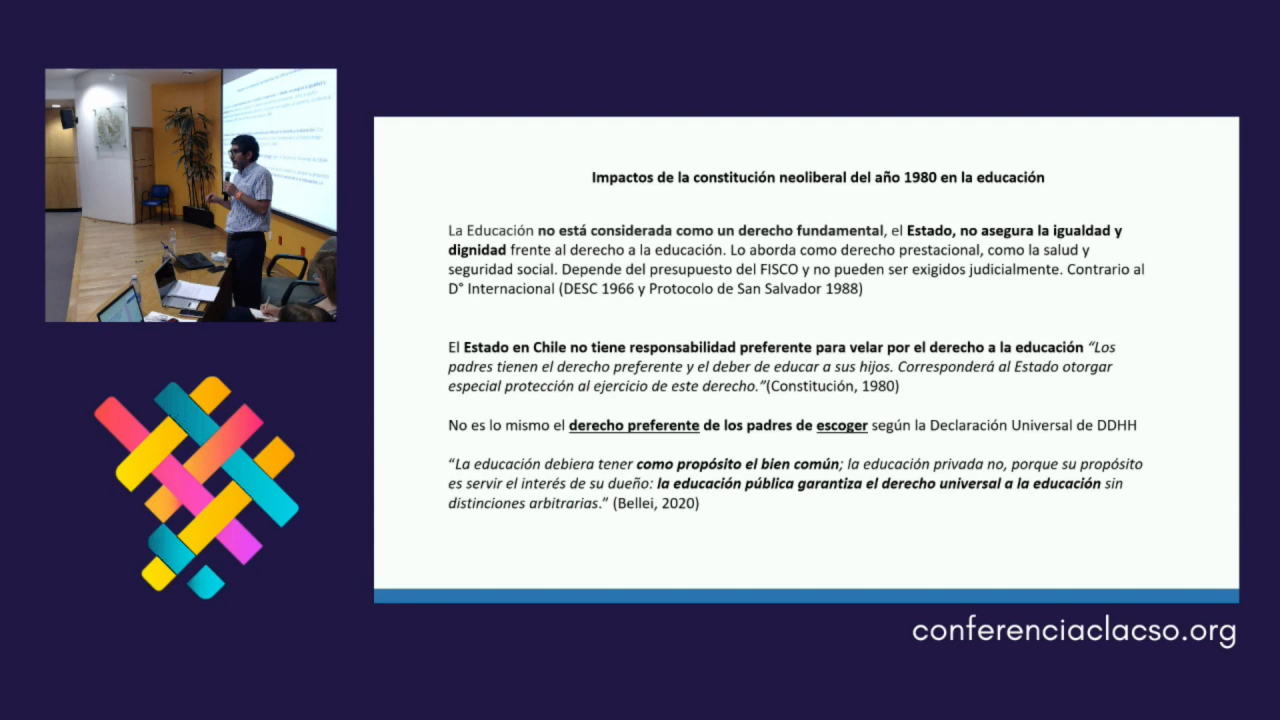 Impactos de la constitución neoliberal del año 1980 en la educación
La Educación no está considerada como un derecho fundamental, el Estado, no asegura la igualdad y
dignidad frente al derecho a la educación. Lo aborda como derecho prestacional, como la salud y
seguridad social. Depende del presupuesto del FISCO y no pueden ser exigidos judicialmente. Contrario al
D° Internacional (DESC 1966 y Protocolo de San Salvador 1988)
El Estado en Chile no tiene responsabilidad preferente para velar por el derecho a la educación “Los
padres tienen el derecho preferente y el deber de educar a sus hijos. Corresponderá al Estado otorgar
especial protección al ejercicio de este derecho.”(Constitución, 1980)
No es lo mismo el derecho preferente de los padres de escoger según la Declaración Universal de DDHH
“La educación debiera tener como propósito el bien común; la educación privada no, porque su propósito
es servir el interés de su dueño: la educación pública garantiza el derecho universal a la educación sin
distinciones arbitrarias.” (Bellei, 2020)
conferenciaclacso.org